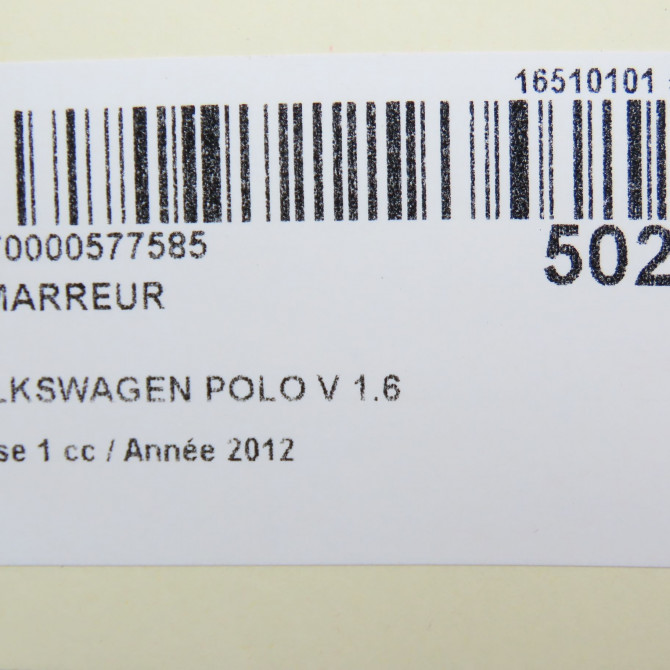 16510101
70000577585
502
MARREUR
LKSWAGEN POLO V 1.6
se 1 cc / Année 2012